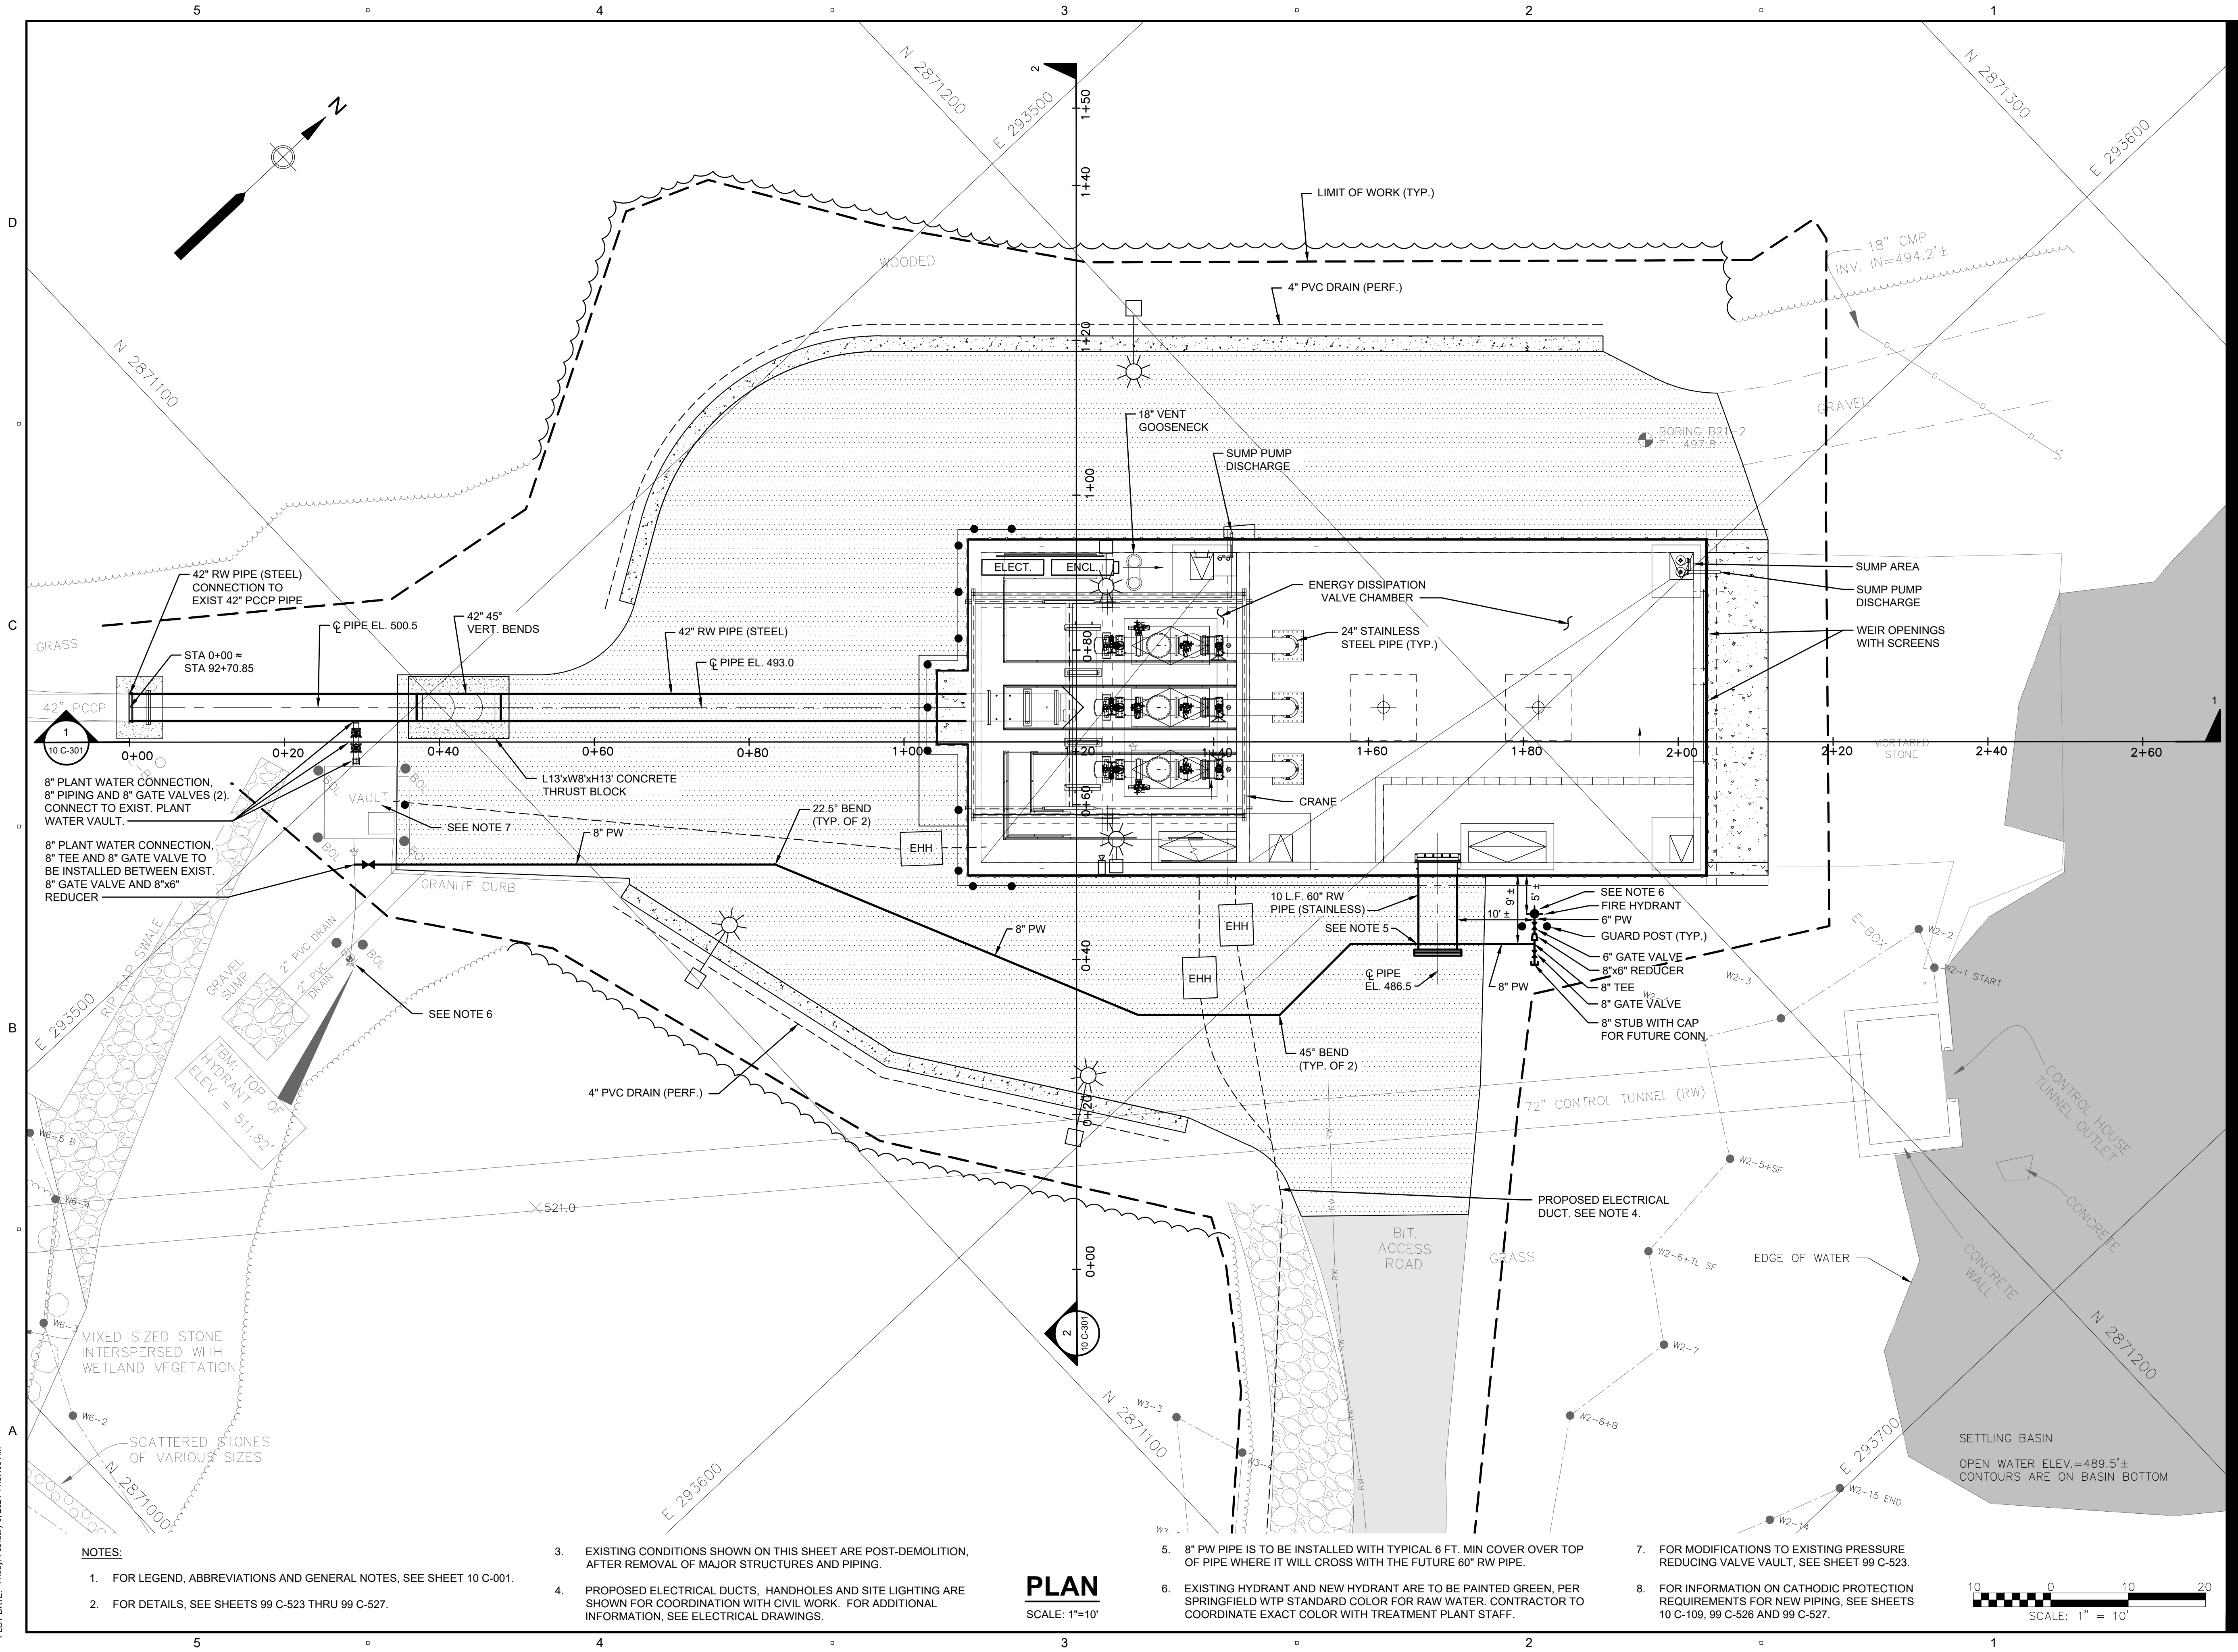 5
4
3
2
1
D
C
B
A
N
N 2871200
E 293500
N 2871300
E 293600
2
1+50
1+40
1+20
1+00
0+80
0+60
0+40
0+20
0+00
LIMIT OF WORK (TYP.)
WOODED
18" CMP
INV. IN=494.2'±
4" PVC DRAIN (PERF.)
N 2871100
18" VENT
GOOSENECK
GRAVEL
BORING B21-2
EL. 497.8
D
D
D
D
SUMP PUMP
DISCHARGE
ELECT.
ENCL.
ENERGY DISSIPATION
VALVE CHAMBER
SUMP AREA
SUMP PUMP
DISCHARGE
WEIR OPENINGS
WITH SCREENS
42" RW PIPE (STEEL)
CONNECTION TO
EXIST 42" PCCP PIPE
GRASS
℄ PIPE EL. 500.5
42" 45°
VERT. BENDS
42" RW PIPE (STEEL)
24" STAINLESS
STEEL PIPE (TYP.)
STA 0+00 ≈
STA 92+70.85
℄ PIPE EL. 493.0
42" PCCP
1
10 C-301
1
0+00
0+20
0+40
0+60
0+80
1+00
1+20
1+40
1+60
1+80
2+00
2+20
2+40
2+60
MORTARED
STONE
E-BOX
8" PLANT WATER CONNECTION,
8" PIPING AND 8" GATE VALVES (2).
CONNECT TO EXIST. PLANT
WATER VAULT.
BOL
BOL
VAULT
L13'xW8'xH13' CONCRETE
THRUST BLOCK
CRANE
22.5° BEND
(TYP. OF 2)
SEE NOTE 7
8" PW
EHH
8" PLANT WATER CONNECTION,
8" TEE AND 8" GATE VALVE TO
BE INSTALLED BETWEEN EXIST.
8" GATE VALVE AND 8"x6"
REDUCER
BOL
BOL
GRANITE CURB
RIP RAP SWALE
2" PVC DRAIN
2" PVC
DRAIN
BOL
BOL
GRAVEL
SUMP
8" PW
EHH
EHH
10 L.F. 60" RW
PIPE (STAINLESS)
SEE NOTE 5
9' ±
5' ±
10' ±
SEE NOTE 6
FIRE HYDRANT
6" PW
GUARD POST (TYP.)
6" GATE VALVE
8"x6" REDUCER
8" TEE
8" GATE VALVE
8" STUB WITH CAP
FOR FUTURE CONN.
℄ PIPE
EL. 486.5
8" PW
E-BOX
W2-2
W2-1 START
W2-3
SEE NOTE 6
E 293500
TBM: TOP OF
HYDRANT
ELEV. = 511.82'
45° BEND
(TYP. OF 2)
4" PVC DRAIN (PERF.)
72" CONTROL TUNNEL (RW)
CONTROL HOUSE
TUNNEL OUTLET
W6-5 B
W6-4
521.0
W2-5+SF
CONCRETE
PROPOSED ELECTRICAL
DUCT. SEE NOTE 4.
RW
RW
RW
RW
RW
RW
RW
BIT.
ACCESS
ROAD
GRASS
W2-6+TL SF
EDGE OF WATER
CONCRETE
WALL
2
10 C-301
W6-3
MIXED SIZED STONE
INTERSPERSED WITH
WETLAND VEGETATION
W2-7
N 2871200
W6-2
W3-3
N 2871100
W2-8+B
SCATTERED STONES
OF VARIOUS SIZES
W3-4
E 293700
SETTLING BASIN
OPEN WATER ELEV.=489.5'±
CONTOURS ARE ON BASIN BOTTOM
N 2871000
E 293600
W2-15 END
W2-14
NOTES:
1. FOR LEGEND, ABBREVIATIONS AND GENERAL NOTES, SEE SHEET 10 C-001.
2. FOR DETAILS, SEE SHEETS 99 C-523 THRU 99 C-527.
3. EXISTING CONDITIONS SHOWN ON THIS SHEET ARE POST-DEMOLITION,
AFTER REMOVAL OF MAJOR STRUCTURES AND PIPING.
4. PROPOSED ELECTRICAL DUCTS, HANDHOLES AND SITE LIGHTING ARE
SHOWN FOR COORDINATION WITH CIVIL WORK. FOR ADDITIONAL
INFORMATION, SEE ELECTRICAL DRAWINGS.
PLAN
SCALE: 1"=10'
5. 8" PW PIPE IS TO BE INSTALLED WITH TYPICAL 6 FT. MIN COVER OVER TOP
OF PIPE WHERE IT WILL CROSS WITH THE FUTURE 60" RW PIPE.
6. EXISTING HYDRANT AND NEW HYDRANT ARE TO BE PAINTED GREEN, PER
SPRINGFIELD WTP STANDARD COLOR FOR RAW WATER. CONTRACTOR TO
COORDINATE EXACT COLOR WITH TREATMENT PLANT STAFF.
7. FOR MODIFICATIONS TO EXISTING PRESSURE
REDUCING VALVE VAULT, SEE SHEET 99 C-523.
8. FOR INFORMATION ON CATHODIC PROTECTION
REQUIREMENTS FOR NEW PIPING, SEE SHEETS
10 C-109, 99 C-526 AND 99 C-527.
10 0 10 20
SCALE: 1" = 10'
5
4
3
2
1